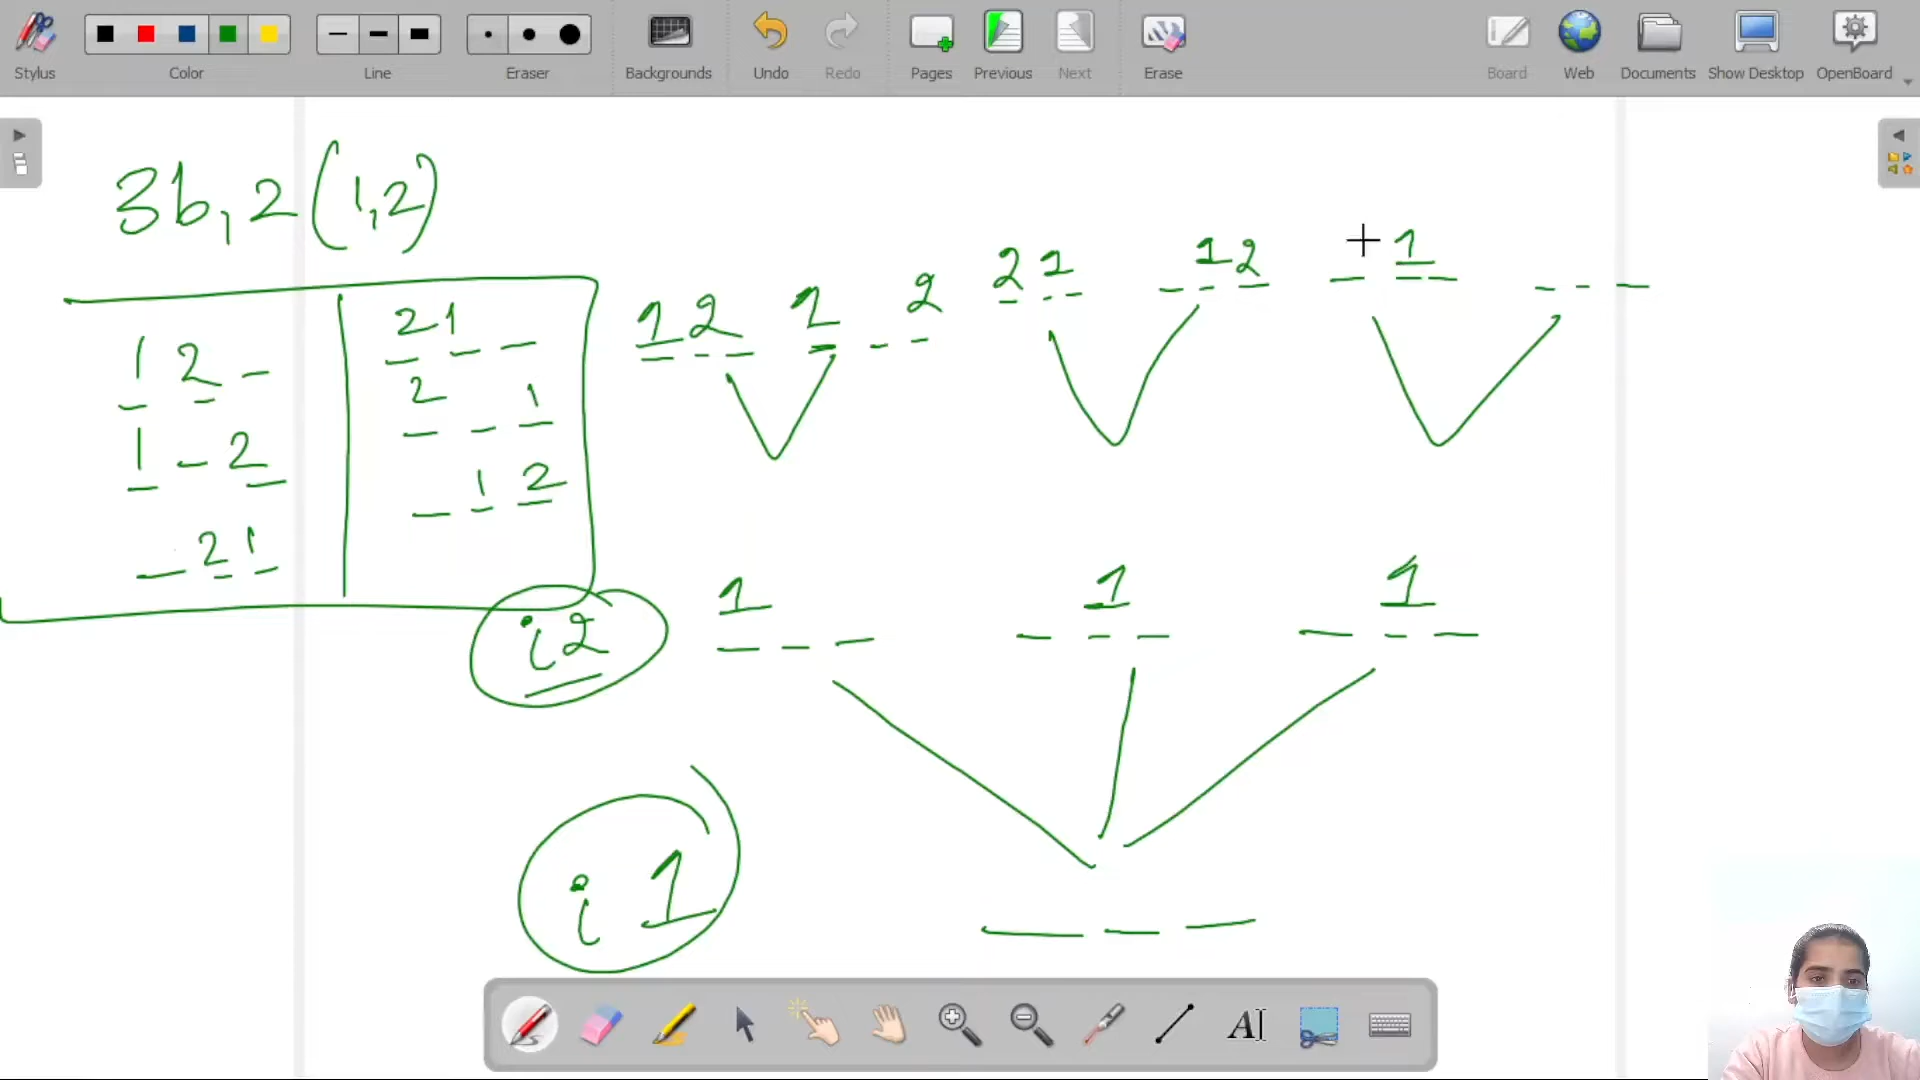 Stylus Color Line Eraser Backgrounds Undo Redo Pages Previous Next Erase Board Web Documents Show Desktop OpenBoard
3b, 2 (1,2)
1 2 _
1 _ 2
_ 2 1
2 1 _
2 _ 1
_ 1 2
1 2 _
1 _ 2
2 1 _
_ 1 2
_ 1 _
_ _ _
i2
1 _ _
_ 1 _
_ 1 _
i 1
_ _ _
AI